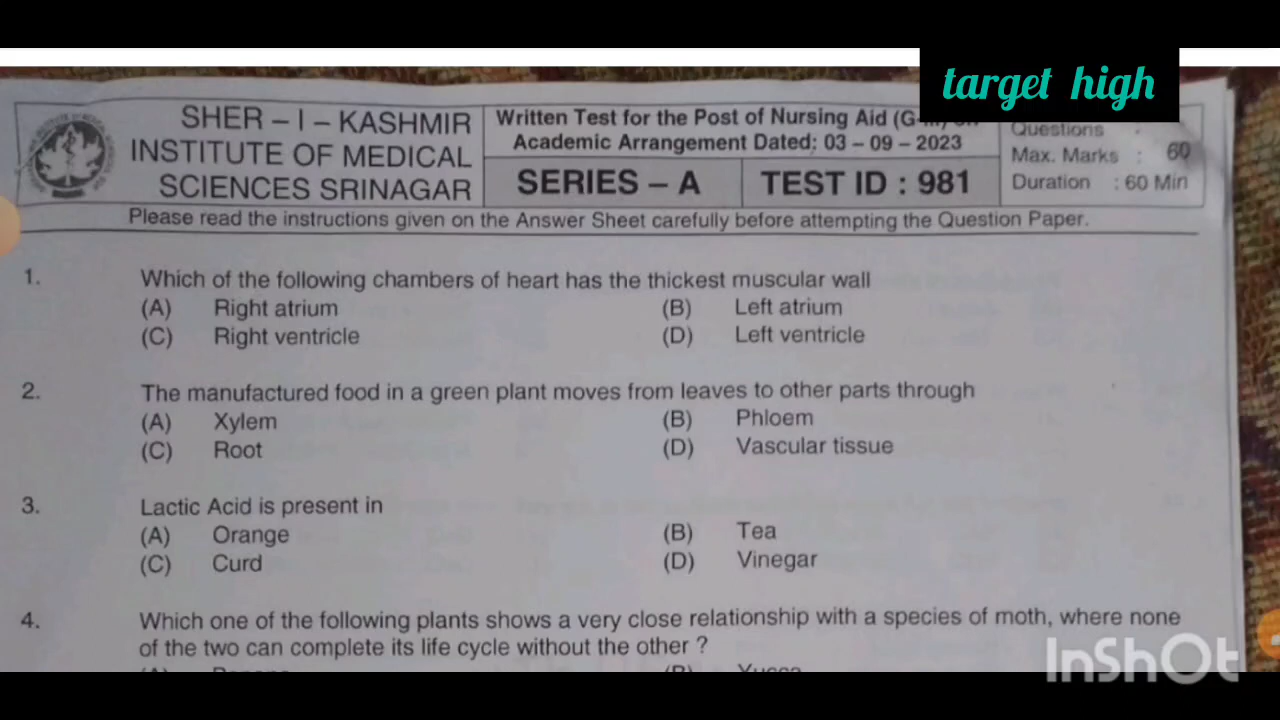 target high
SHER – I – KASHMIR
INSTITUTE OF MEDICAL
SCIENCES SRINAGAR
Written Test for the Post of Nursing Aid
Academic Arrangement Dated; 03 – 09 – 2023
SERIES – A
TEST ID : 981
Questions
Max. Marks : 60
Duration : 60 Min
Please read the instructions given on the Answer Sheet carefully before attempting the Question Paper.
1. Which of the following chambers of heart has the thickest muscular wall
(A) Right atrium (B) Left atrium
(C) Right ventricle (D) Left ventricle
2. The manufactured food in a green plant moves from leaves to other parts through
(A) Xylem (B) Phloem
(C) Root (D) Vascular tissue
3. Lactic Acid is present in
(A) Orange (B) Tea
(C) Curd (D) Vinegar
4. Which one of the following plants shows a very close relationship with a species of moth, where none
of the two can complete its life cycle without the other ?
(B) Yucca
InShOt